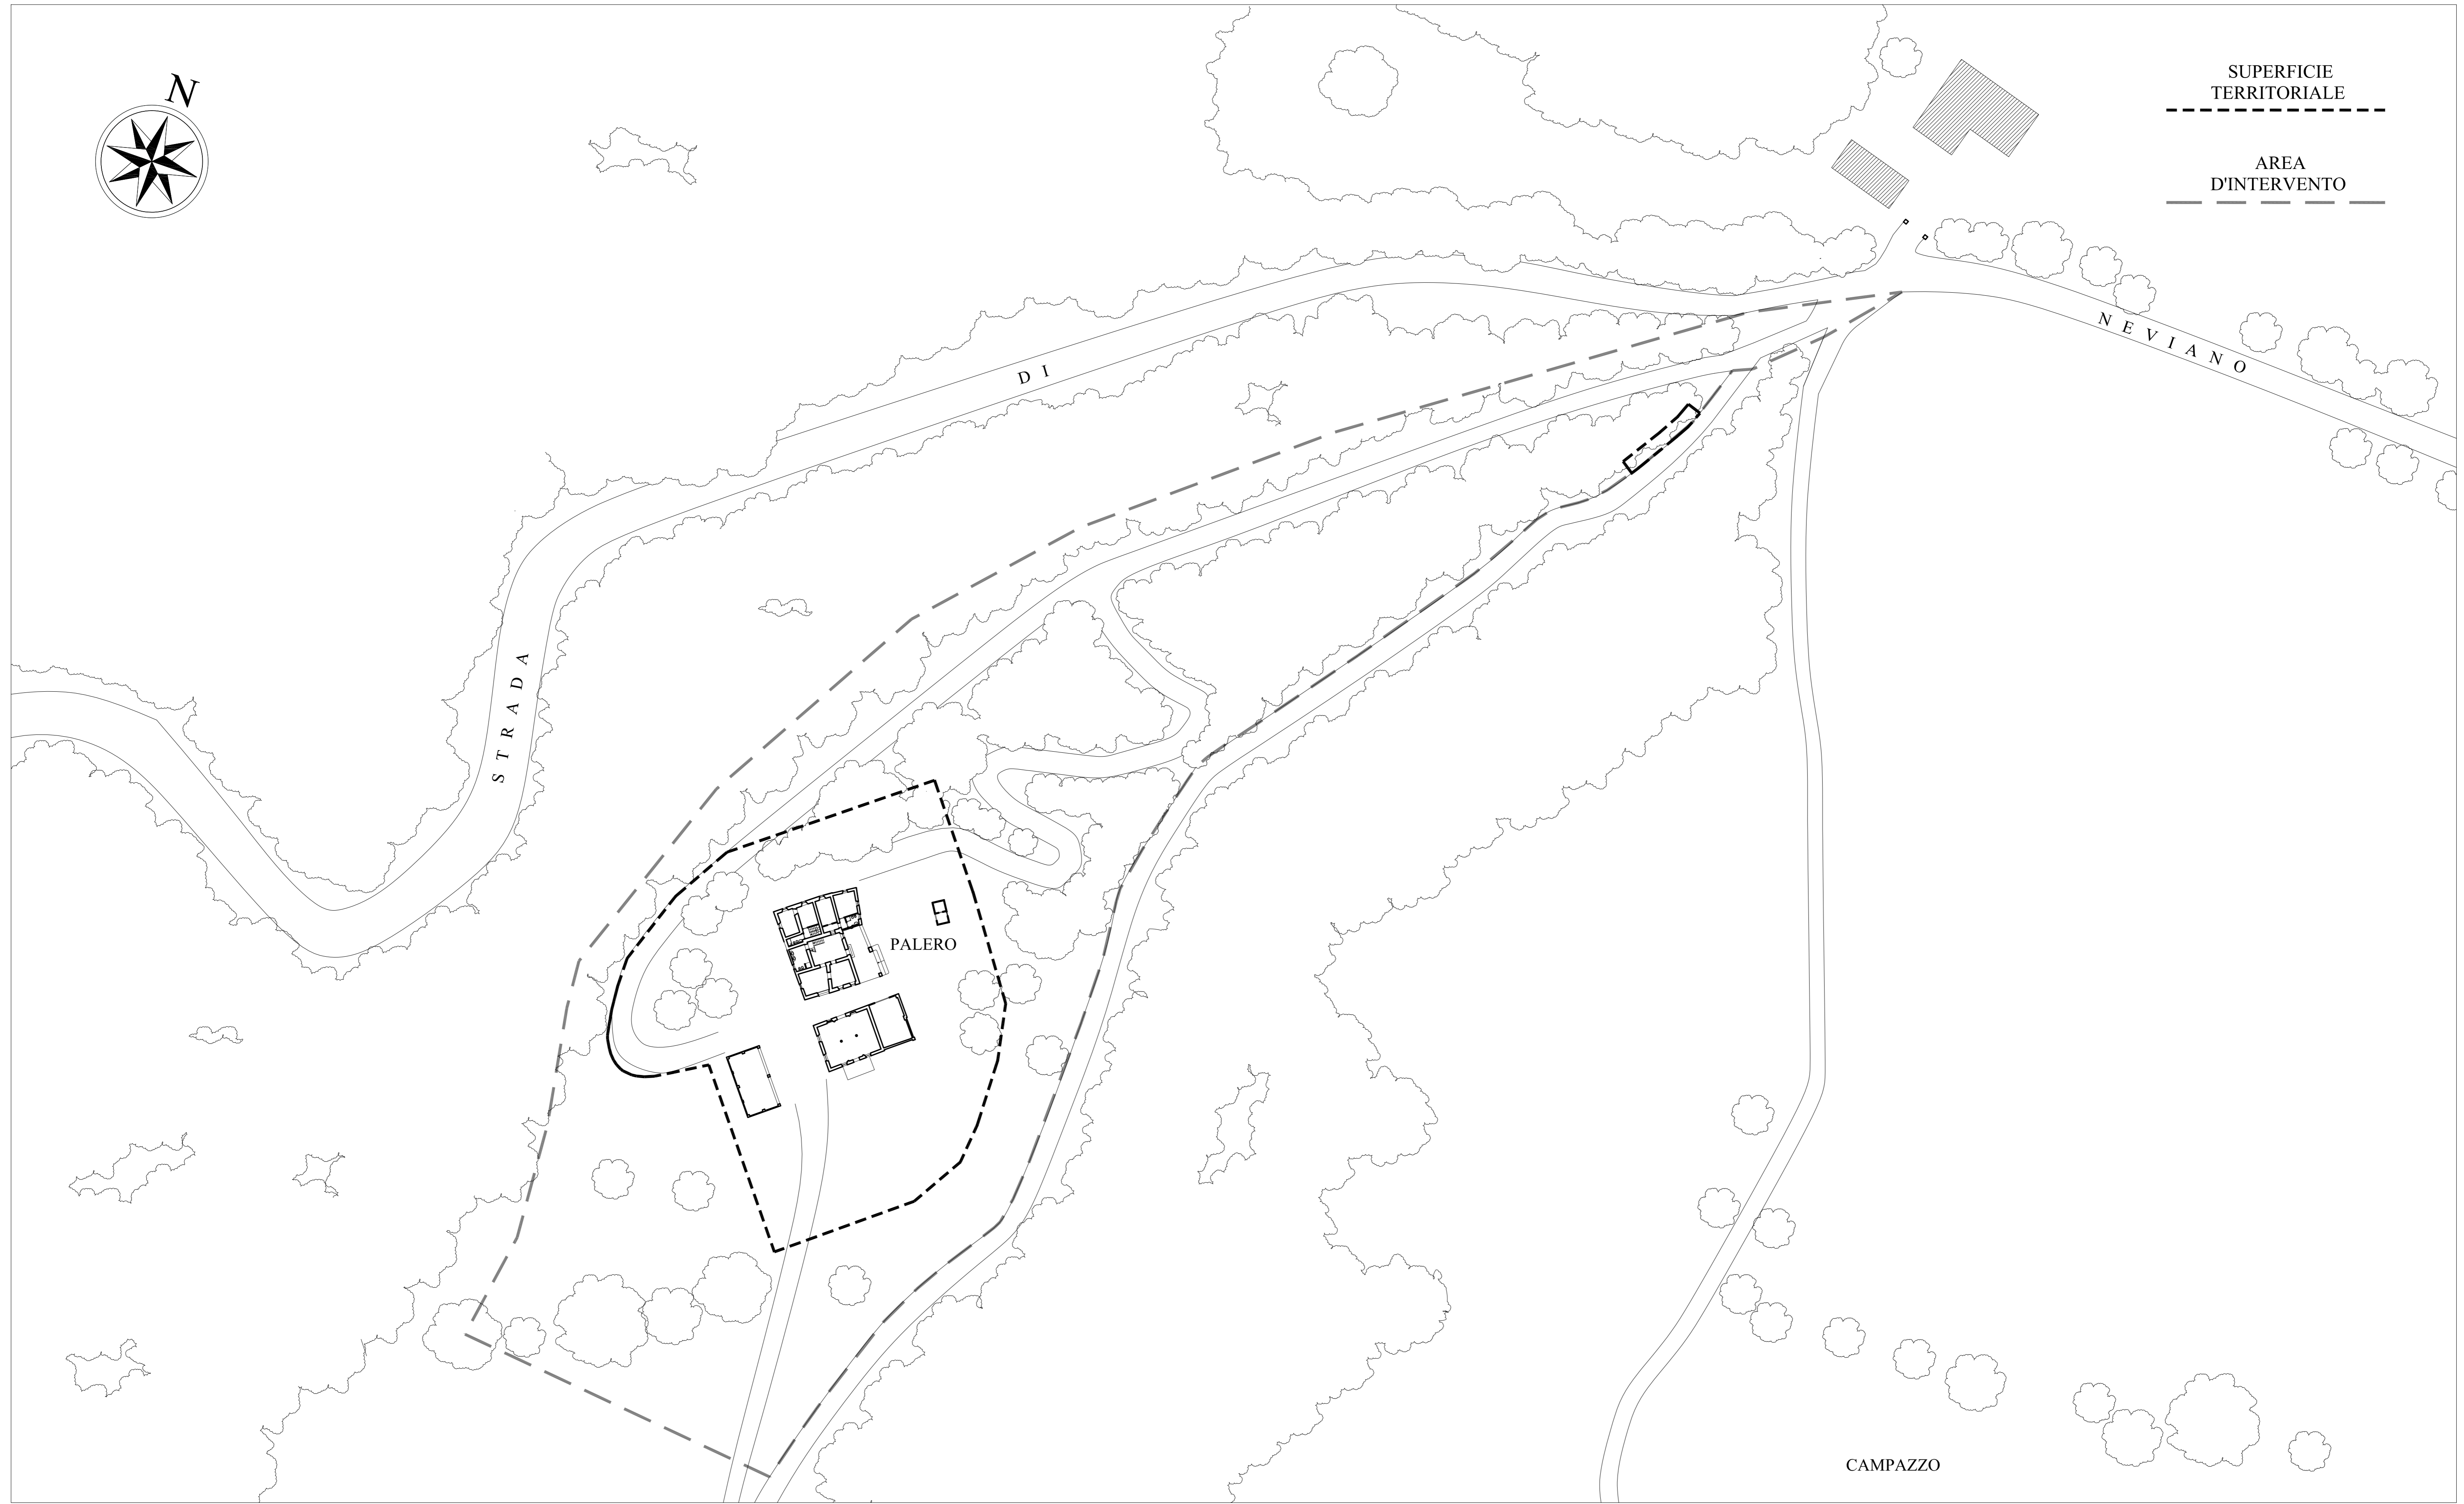 N
SUPERFICIE
TERRITORIALE
AREA
D'INTERVENTO
STRADA
DI
NEVIANO
PALERO
CAMPAZZO